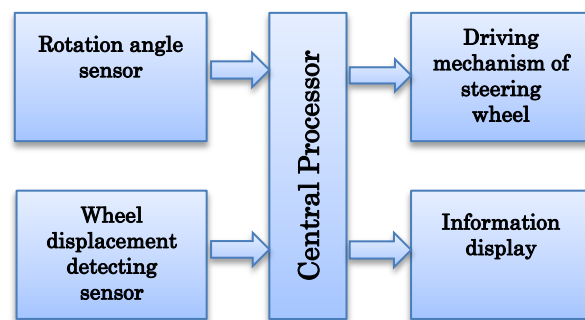 Rotation angle
sensor
Wheel
displacement
detecting
sensor
Central Processor
Driving
mechanism of
steering
wheel
Information
display